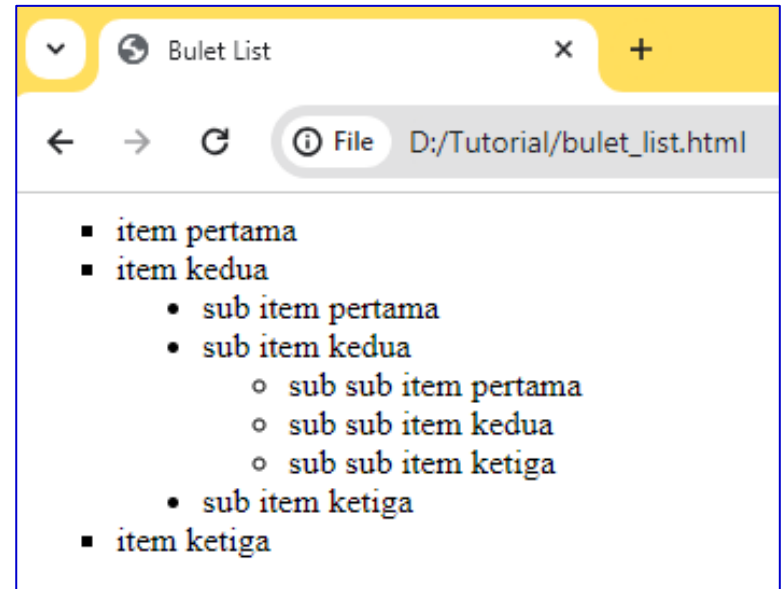 Bulet List
File D:/Tutorial/bulet_list.html
item pertama
item kedua
sub item pertama
sub item kedua
sub sub item pertama
sub sub item kedua
sub sub item ketiga
sub item ketiga
item ketiga